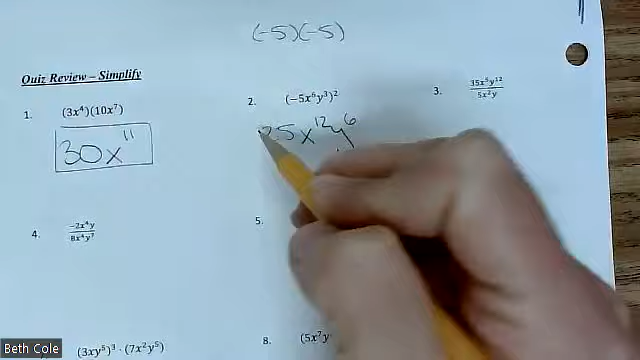 (-5)(-5)
Quiz Review – Simplify
1. (3x⁴)(10x⁷)
30x¹¹
2. (-5x⁶y³)²
25x¹²y⁶
3. 35x⁵y¹²/5x²y
4. -2x⁴y/8x⁴y⁷
5.
(3xy⁵)³ · (7x²y⁵)
8. (5x⁷y
Beth Cole